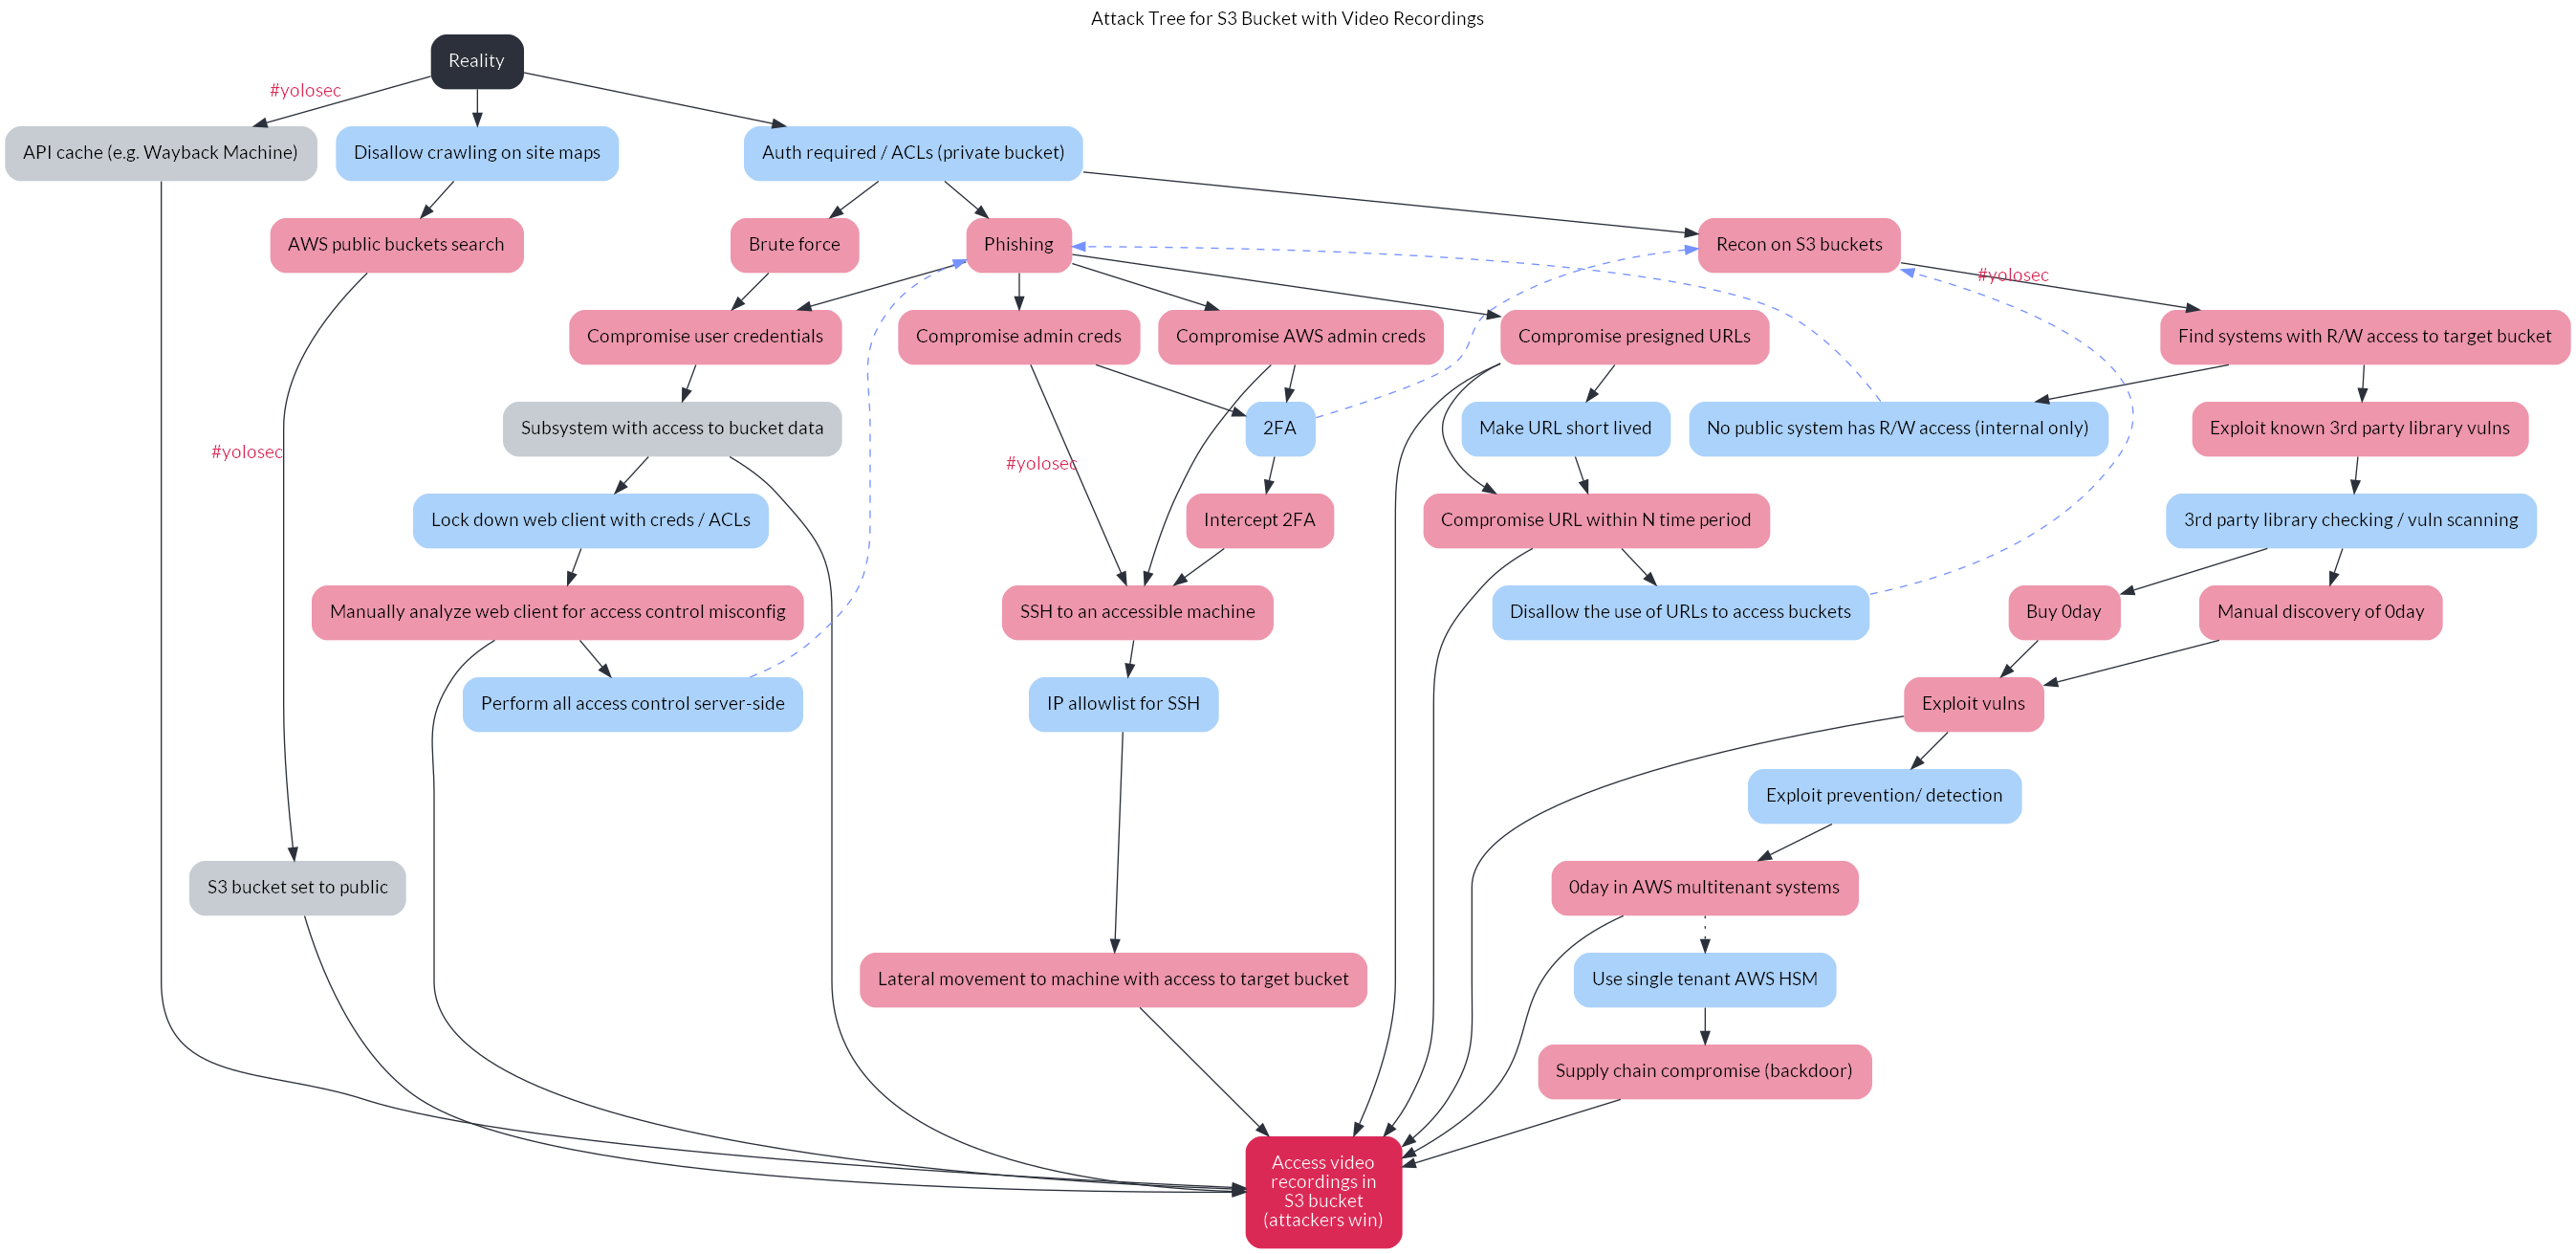 Attack Tree for S3 Bucket with Video Recordings
Reality
#yolosec
API cache (e.g. Wayback Machine)
Disallow crawling on site maps
Auth required / ACLs (private bucket)
AWS public buckets search
Brute force
Phishing
Recon on S3 buckets
#yolosec
Compromise user credentials
Compromise admin creds
Compromise AWS admin creds
Compromise presigned URLs
Find systems with R/W access to target bucket
Subsystem with access to bucket data
2FA
Make URL short lived
No public system has R/W access (internal only)
Exploit known 3rd party library vulns
#yolosec
#yolosec
Lock down web client with creds / ACLs
Intercept 2FA
Compromise URL within N time period
3rd party library checking / vuln scanning
Manually analyze web client for access control misconfig
SSH to an accessible machine
Disallow the use of URLs to access buckets
Buy 0day
Manual discovery of 0day
Perform all access control server-side
IP allowlist for SSH
Exploit vulns
Exploit prevention/ detection
S3 bucket set to public
0day in AWS multitenant systems
Lateral movement to machine with access to target bucket
Use single tenant AWS HSM
Supply chain compromise (backdoor)
Access video
recordings in
S3 bucket
(attackers win)